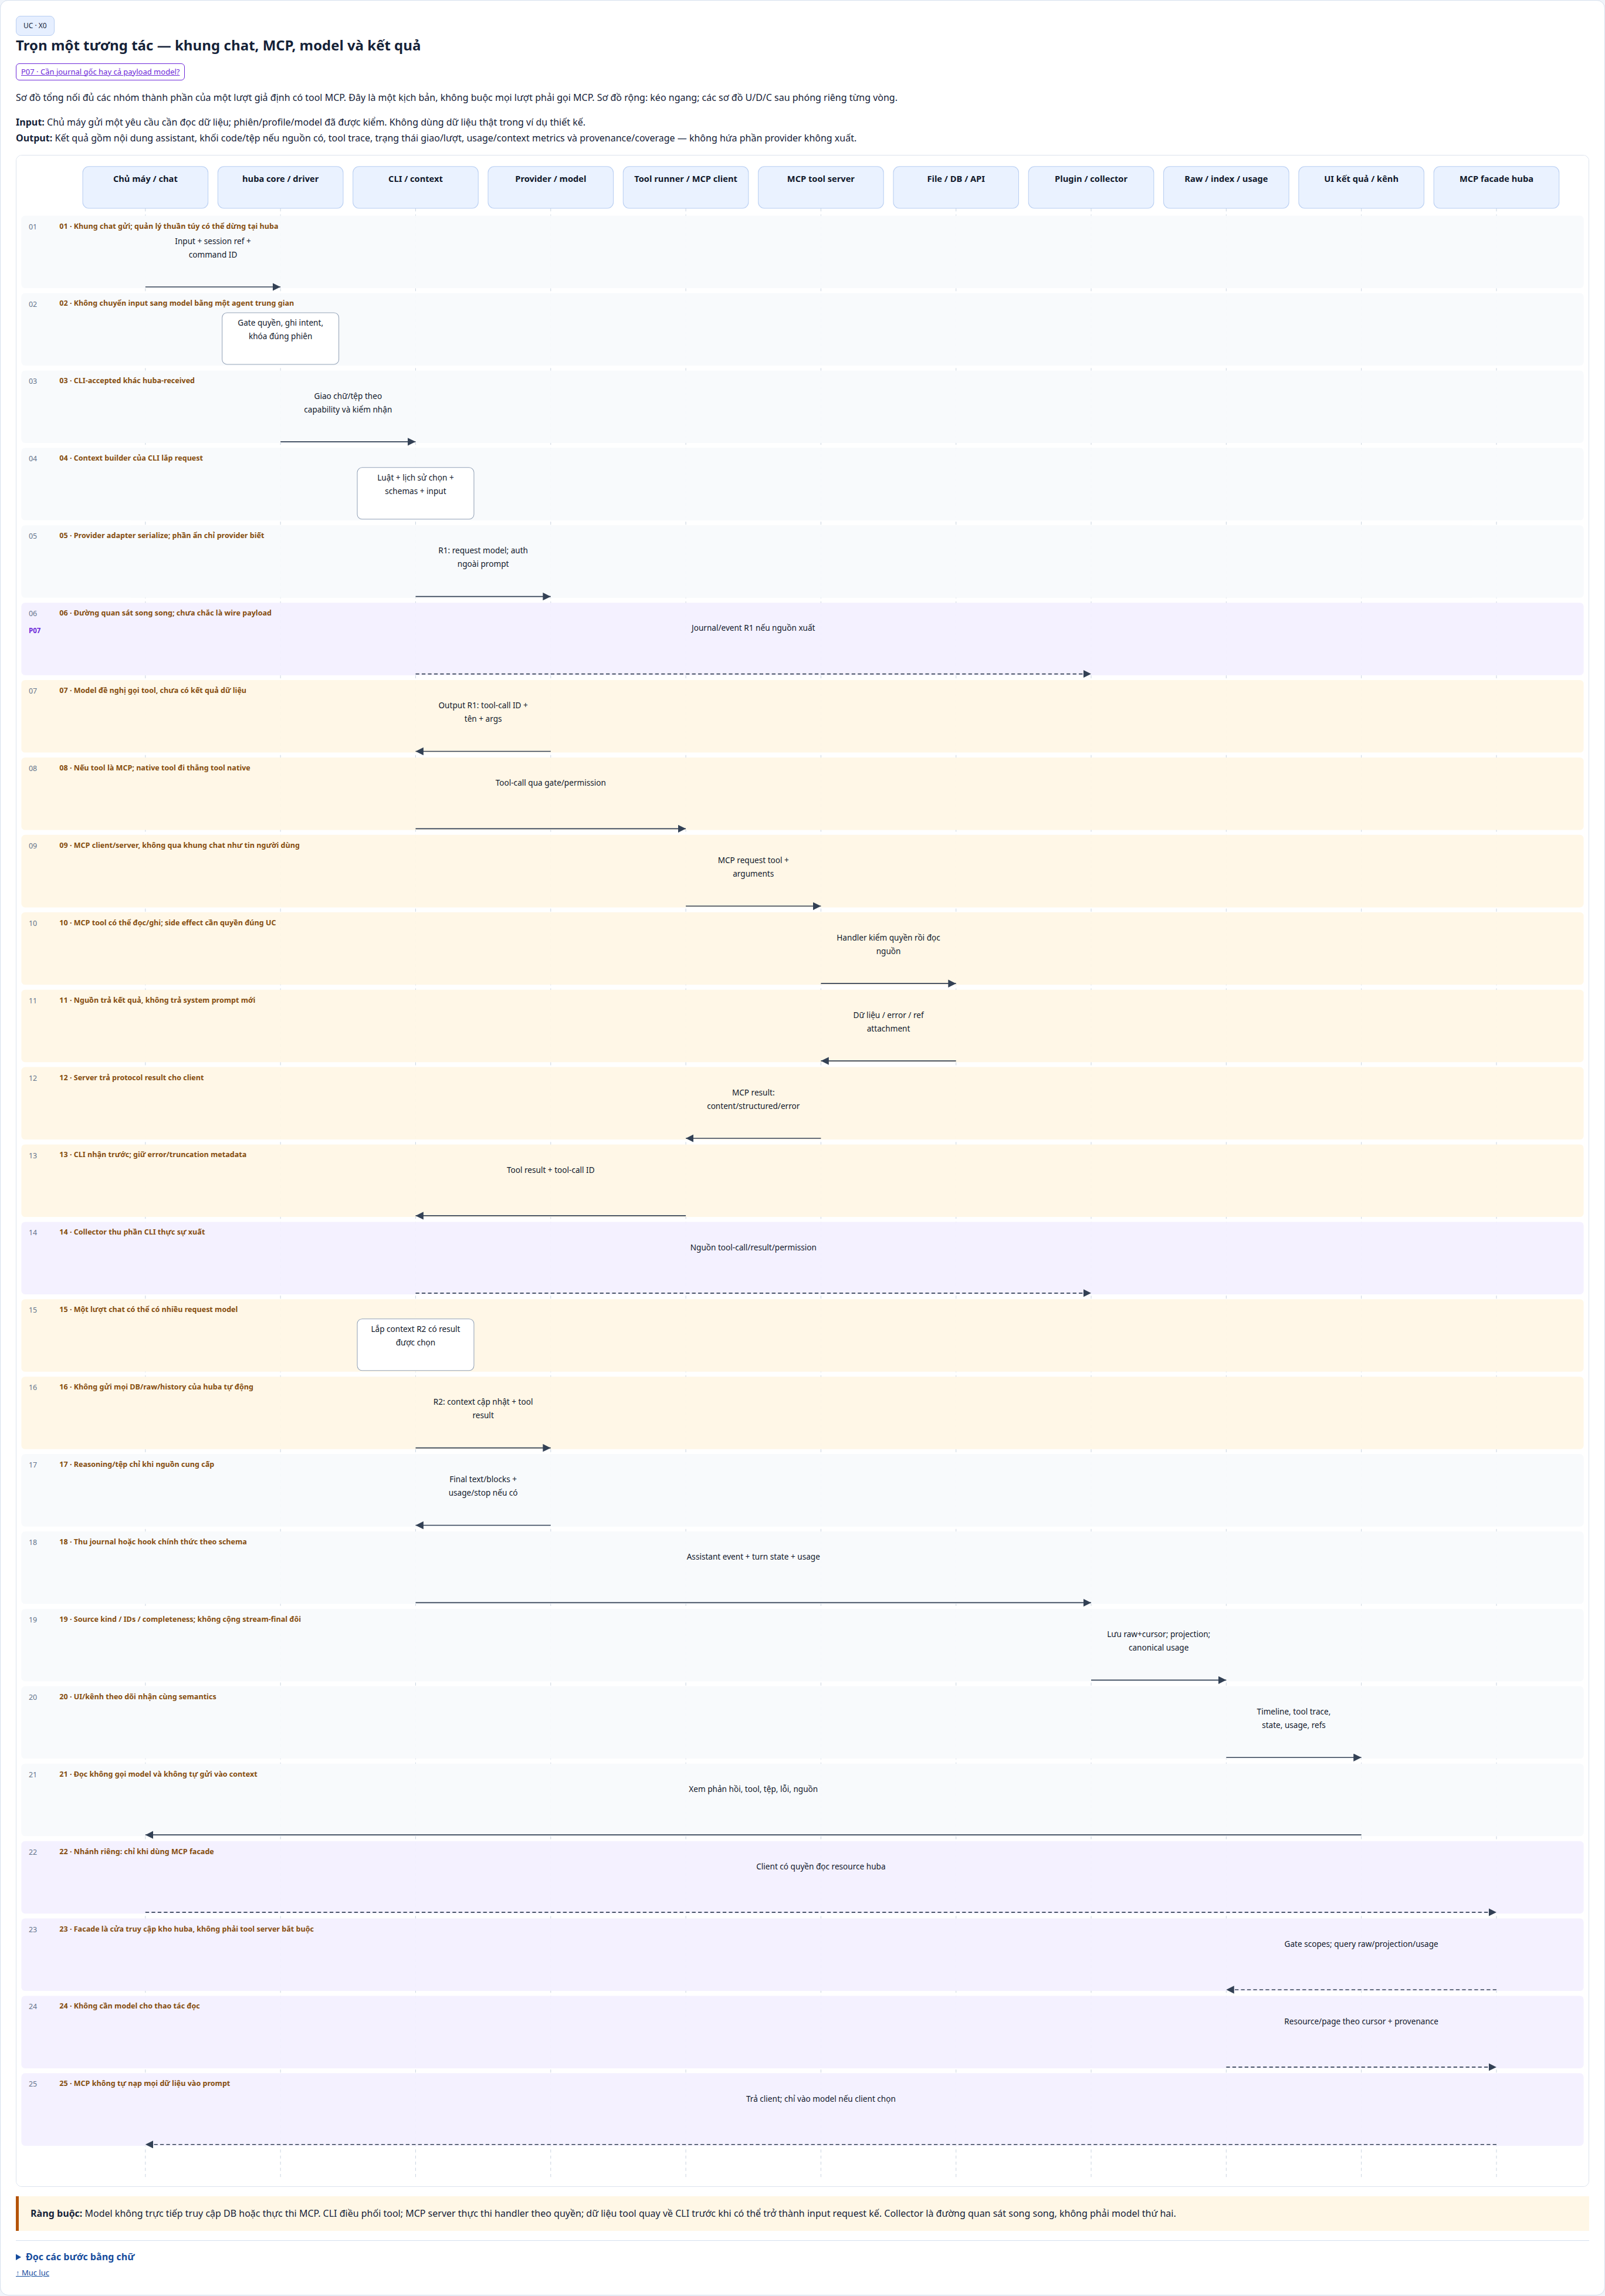 UC · X0
Trọn một tương tác — khung chat, MCP, model và kết quả
P07 · Cần journal gốc hay cả payload model?
Sơ đồ tổng nối đủ các nhóm thành phần của một lượt giả định có tool MCP. Đây là một kịch bản, không buộc mọi lượt phải gọi MCP. Sơ đồ rộng: kéo ngang; các sơ đồ U/D/C sau phóng riêng từng vòng.
Input: Chủ máy gửi một yêu cầu cần đọc dữ liệu; phiên/profile/model đã được kiểm. Không dùng dữ liệu thật trong ví dụ thiết kế.
Output: Kết quả gồm nội dung assistant, khối code/tệp nếu nguồn có, tool trace, trạng thái giao/lượt, usage/context metrics và provenance/coverage — không hứa phần provider không xuất.
Chủ máy / chat
huba core / driver
CLI / context
Provider / model
Tool runner / MCP client
MCP tool server
File / DB / API
Plugin / collector
Raw / index / usage
UI kết quả / kênh
MCP facade huba
01
01 · Khung chat gửi; quản lý thuần túy có thể dừng tại huba
Input + session ref +
command ID
02
02 · Không chuyển input sang model bằng một agent trung gian
Gate quyền, ghi intent,
khóa đúng phiên
03
03 · CLI-accepted khác huba-received
Giao chữ/tệp theo
capability và kiểm nhận
04
04 · Context builder của CLI lắp request
Luật + lịch sử chọn +
schemas + input
05
05 · Provider adapter serialize; phần ẩn chỉ provider biết
R1: request model; auth
ngoài prompt
06
06 · Đường quan sát song song; chưa chắc là wire payload
P07
Journal/event R1 nếu nguồn xuất
07
07 · Model đề nghị gọi tool, chưa có kết quả dữ liệu
Output R1: tool-call ID +
tên + args
08
08 · Nếu tool là MCP; native tool đi thẳng tool native
Tool-call qua gate/permission
09
09 · MCP client/server, không qua khung chat như tin người dùng
MCP request tool +
arguments
10
10 · MCP tool có thể đọc/ghi; side effect cần quyền đúng UC
Handler kiểm quyền rồi đọc
nguồn
11
11 · Nguồn trả kết quả, không trả system prompt mới
Dữ liệu / error / ref
attachment
12
12 · Server trả protocol result cho client
MCP result:
content/structured/error
13
13 · CLI nhận trước; giữ error/truncation metadata
Tool result + tool-call ID
14
14 · Collector thu phần CLI thực sự xuất
Nguồn tool-call/result/permission
15
15 · Một lượt chat có thể có nhiều request model
Lắp context R2 có result
được chọn
16
16 · Không gửi mọi DB/raw/history của huba tự động
R2: context cập nhật + tool
result
17
17 · Reasoning/tệp chỉ khi nguồn cung cấp
Final text/blocks +
usage/stop nếu có
18
18 · Thu journal hoặc hook chính thức theo schema
Assistant event + turn state + usage
19
19 · Source kind / IDs / completeness; không cộng stream-final đôi
Lưu raw+cursor; projection;
canonical usage
20
20 · UI/kênh theo dõi nhận cùng semantics
Timeline, tool trace,
state, usage, refs
21
21 · Đọc không gọi model và không tự gửi vào context
Xem phản hồi, tool, tệp, lỗi, nguồn
22
22 · Nhánh riêng: chỉ khi dùng MCP facade
Client có quyền đọc resource huba
23
23 · Facade là cửa truy cập kho huba, không phải tool server bắt buộc
Gate scopes; query raw/projection/usage
24
24 · Không cần model cho thao tác đọc
Resource/page theo cursor + provenance
25
25 · MCP không tự nạp mọi dữ liệu vào prompt
Trả client; chỉ vào model nếu client chọn
Ràng buộc: Model không trực tiếp truy cập DB hoặc thực thi MCP. CLI điều phối tool; MCP server thực thi handler theo quyền; dữ liệu tool quay về CLI trước khi có thể trở thành input request kế. Collector là đường quan sát song song, không phải model thứ hai.
▶ Đọc các bước bằng chữ
↑ Mục lục